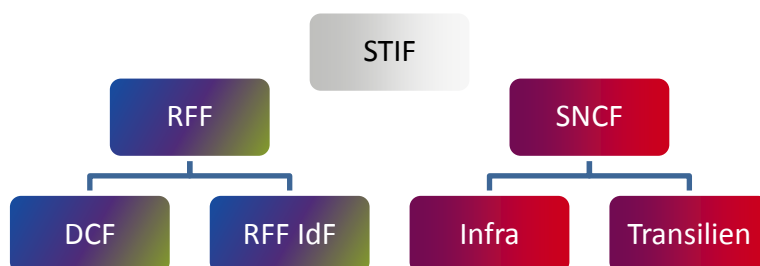 STIF
RFF
SNCF
DCF
RFF IdF
Infra
Transilien